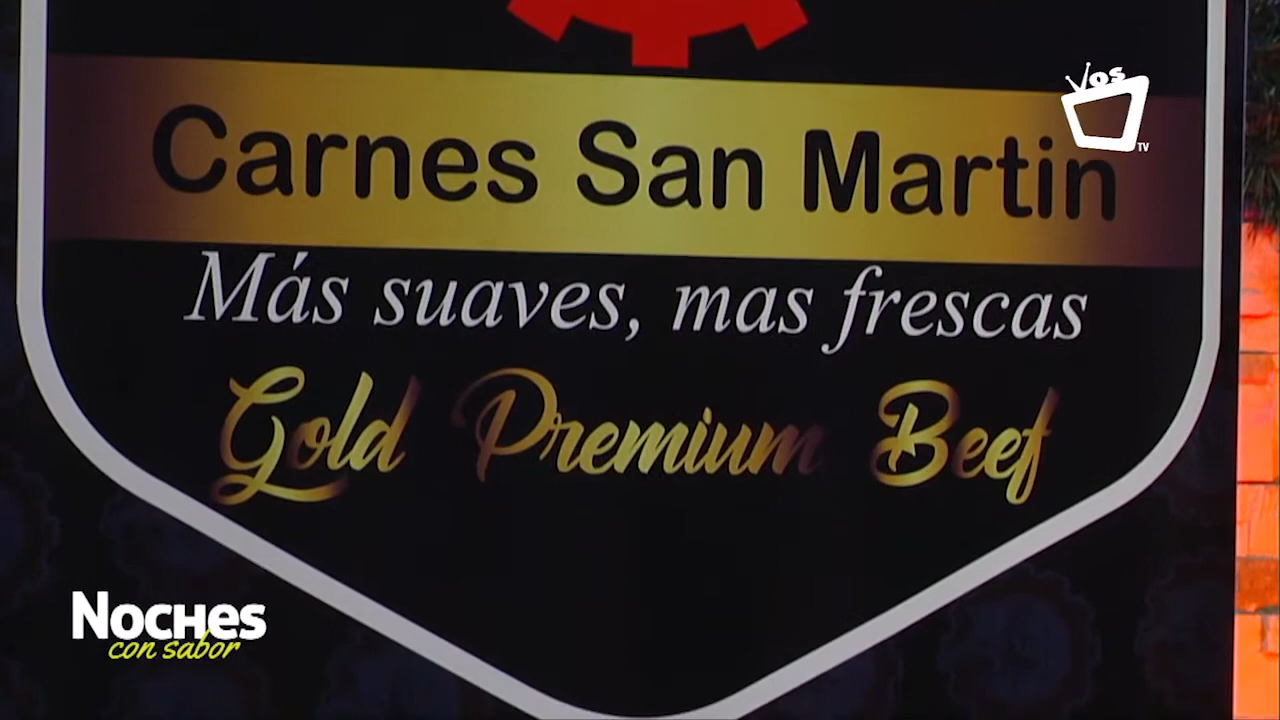 VOS
TV
Carnes San Martin
Más suaves, mas frescas
Gold Premium Beef
NocHes
con sabor